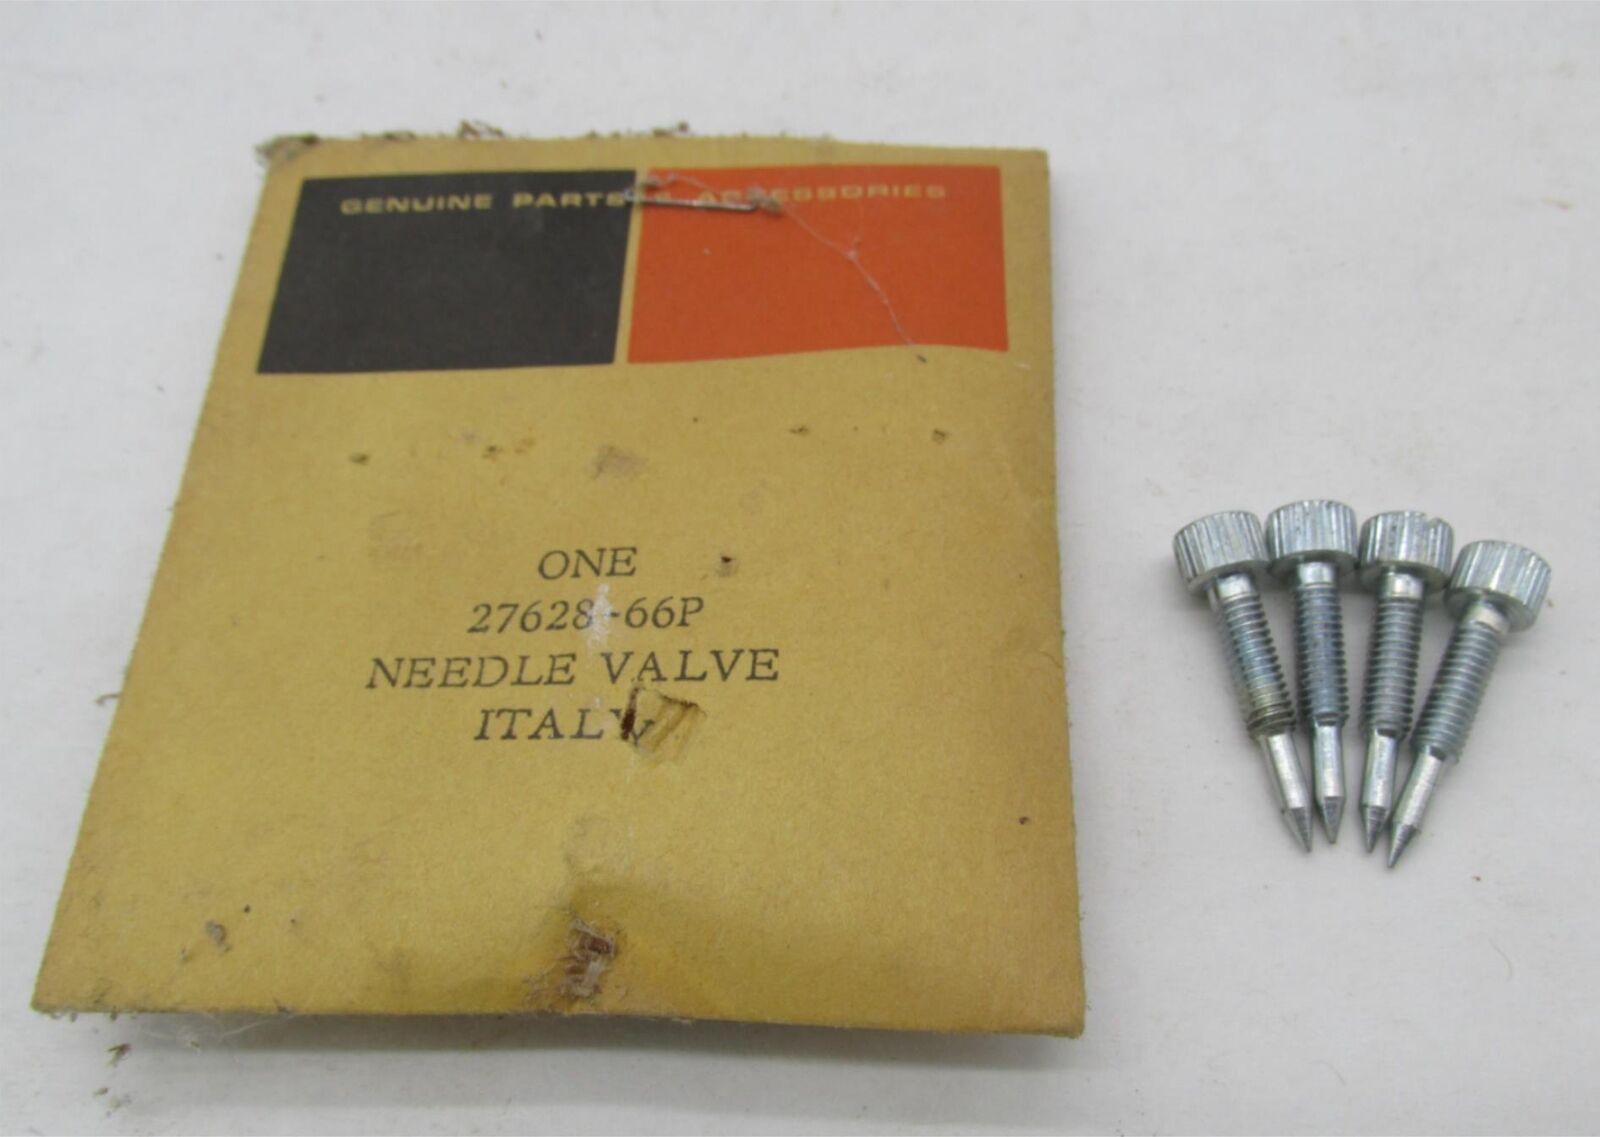 GENUINE PARTS & ACCESSORIES
ONE
27628-66P
NEEDLE VALVE
ITALY